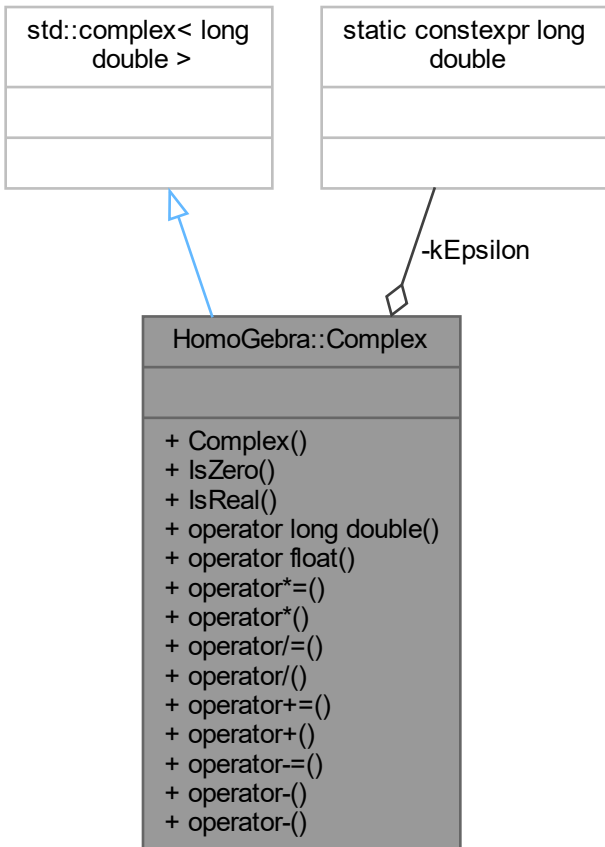 std::complex< long
double >
static constexpr long
double
-kEpsilon
HomoGebra::Complex
+ Complex()
+ IsZero()
+ IsReal()
+ operator long double()
+ operator float()
+ operator*=()
+ operator*()
+ operator/=()
+ operator/()
+ operator+=()
+ operator+()
+ operator-=()
+ operator-()
+ operator-()